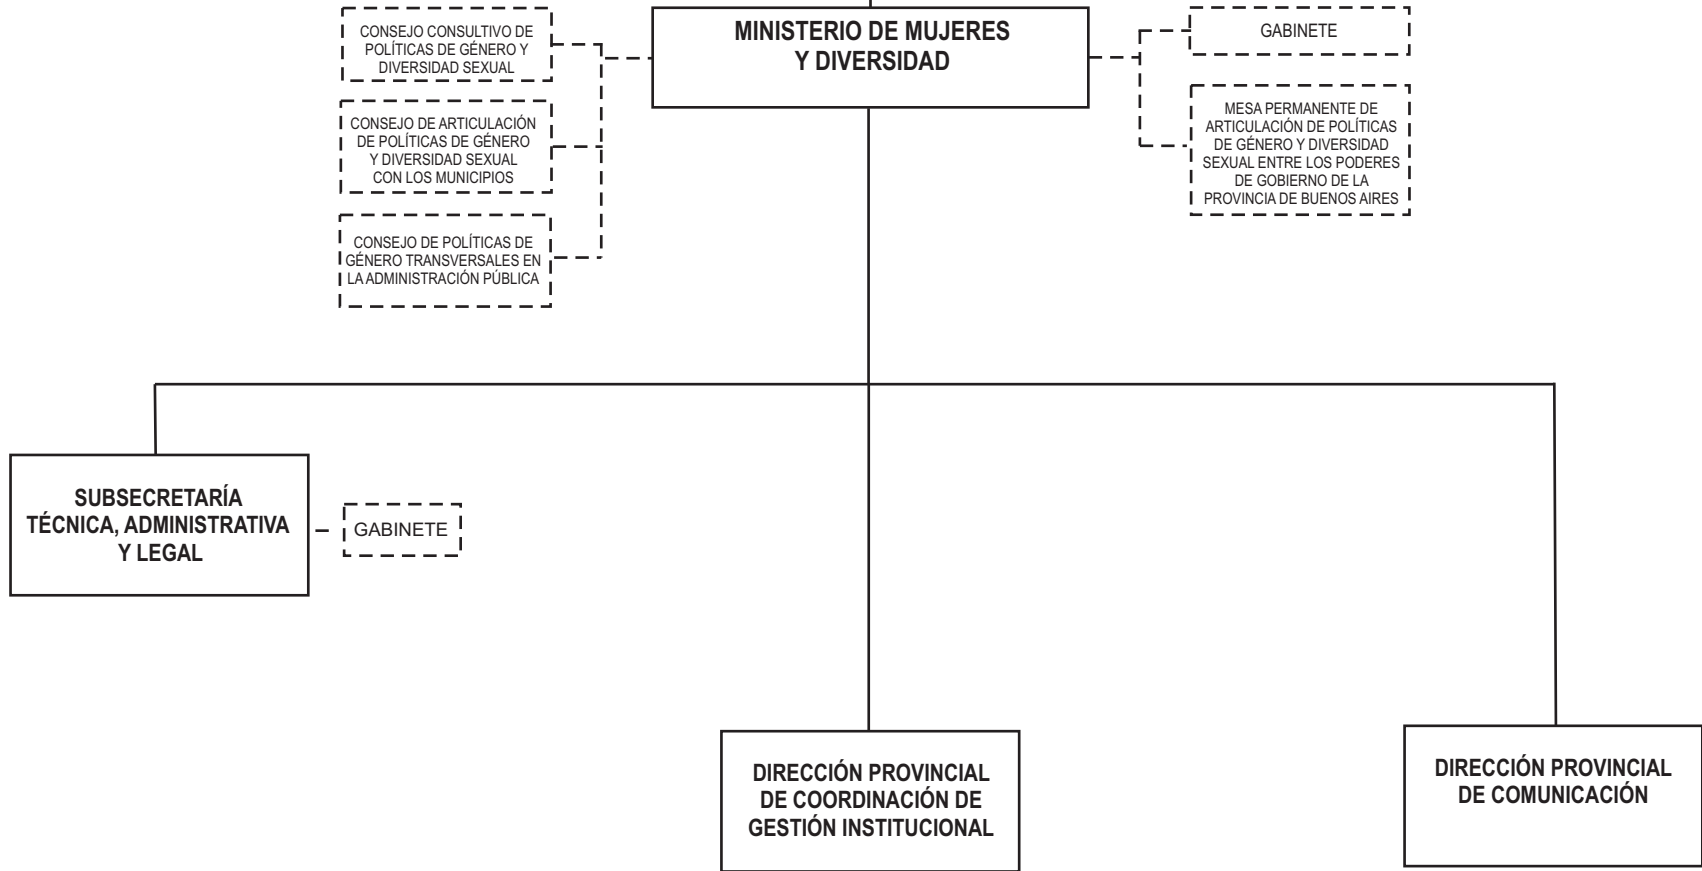 CONSEJO CONSULTIVO DE
POLÍTICAS DE GÉNERO Y
DIVERSIDAD SEXUAL
CONSEJO DE ARTICULACIÓN
DE POLÍTICAS DE GÉNERO
Y DIVERSIDAD SEXUAL
CON LOS MUNICIPIOS
CONSEJO DE POLÍTICAS DE
GÉNERO TRANSVERSALES EN
LA ADMINISTRACIÓN PÚBLICA
MINISTERIO DE MUJERES
Y DIVERSIDAD
GABINETE
MESA PERMANENTE DE
ARTICULACIÓN DE POLÍTICAS
DE GÉNERO Y DIVERSIDAD
SEXUAL ENTRE LOS PODERES
DE GOBIERNO DE LA
PROVINCIA DE BUENOS AIRES
SUBSECRETARÍA
TÉCNICA, ADMINISTRATIVA
Y LEGAL
GABINETE
DIRECCIÓN PROVINCIAL
DE COORDINACIÓN DE
GESTIÓN INSTITUCIONAL
DIRECCIÓN PROVINCIAL
DE COMUNICACIÓN